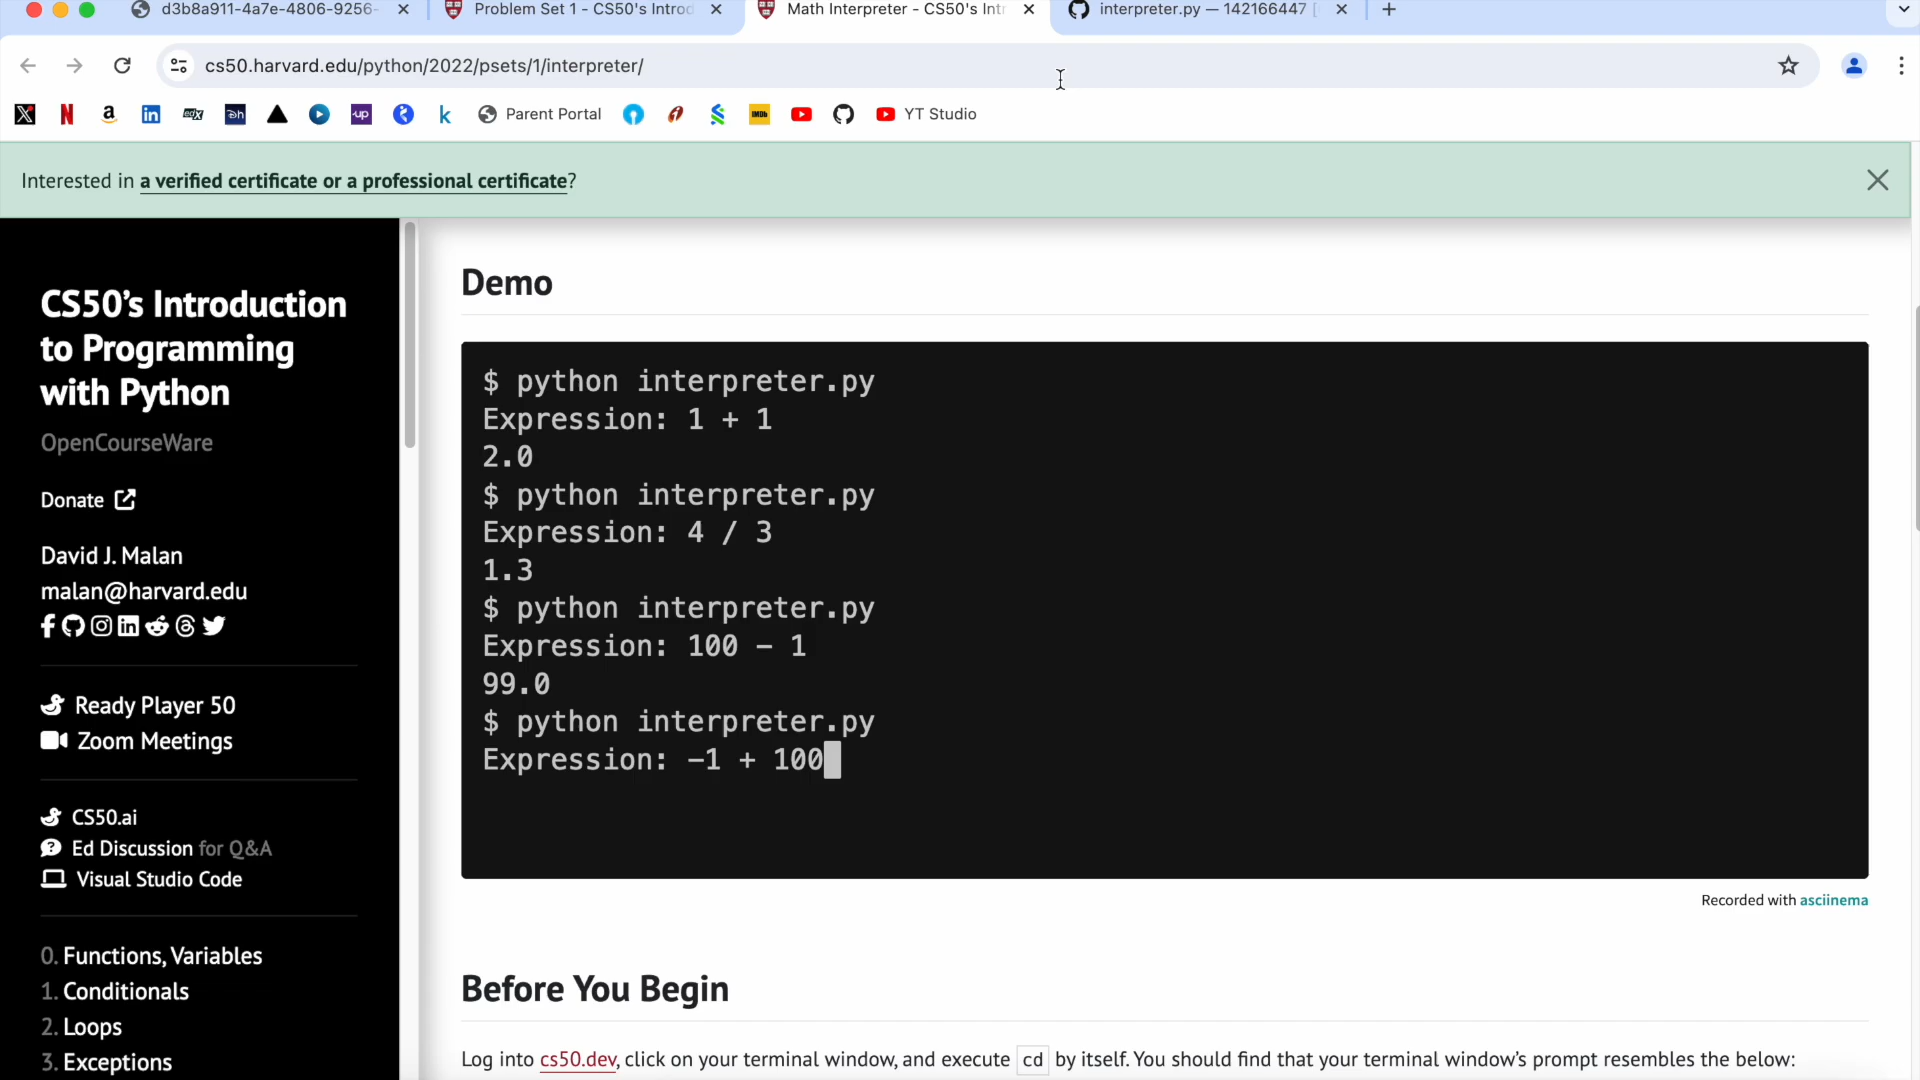 d3b8a911-4a7e-4806-9256-
Problem Set 1 - CS50's Introd
Math Interpreter - CS50's Intr
interpreter.py — 142166447 [
cs50.harvard.edu/python/2022/psets/1/interpreter/
X
N
a
in
edX
Dh
up
k
Parent Portal
IMDb
YT Studio
Interested in a verified certificate or a professional certificate?
CS50's Introduction
to Programming
with Python
OpenCourseWare
Donate
David J. Malan
malan@harvard.edu
Ready Player 50
Zoom Meetings
CS50.ai
Ed Discussion for Q&A
Visual Studio Code
0. Functions, Variables
1. Conditionals
2. Loops
3. Exceptions
Demo
$ python interpreter.py
Expression: 1 + 1
2.0
$ python interpreter.py
Expression: 4 / 3
1.3
$ python interpreter.py
Expression: 100 - 1
99.0
$ python interpreter.py
Expression: -1 + 100
Recorded with asciinema
Before You Begin
Log into cs50.dev, click on your terminal window, and execute cd by itself. You should find that your terminal window's prompt resembles the below: